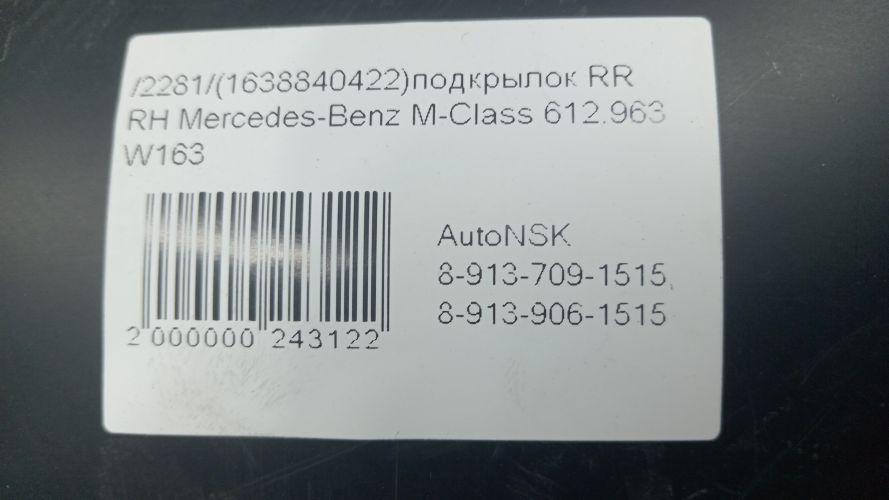 /2281/(1638840422)подкрылок RR
RH Mercedes-Benz M-Class 612.963
W163
AutoNSK
8-913-709-1515,
8-913-906-1515
2 000000 243122